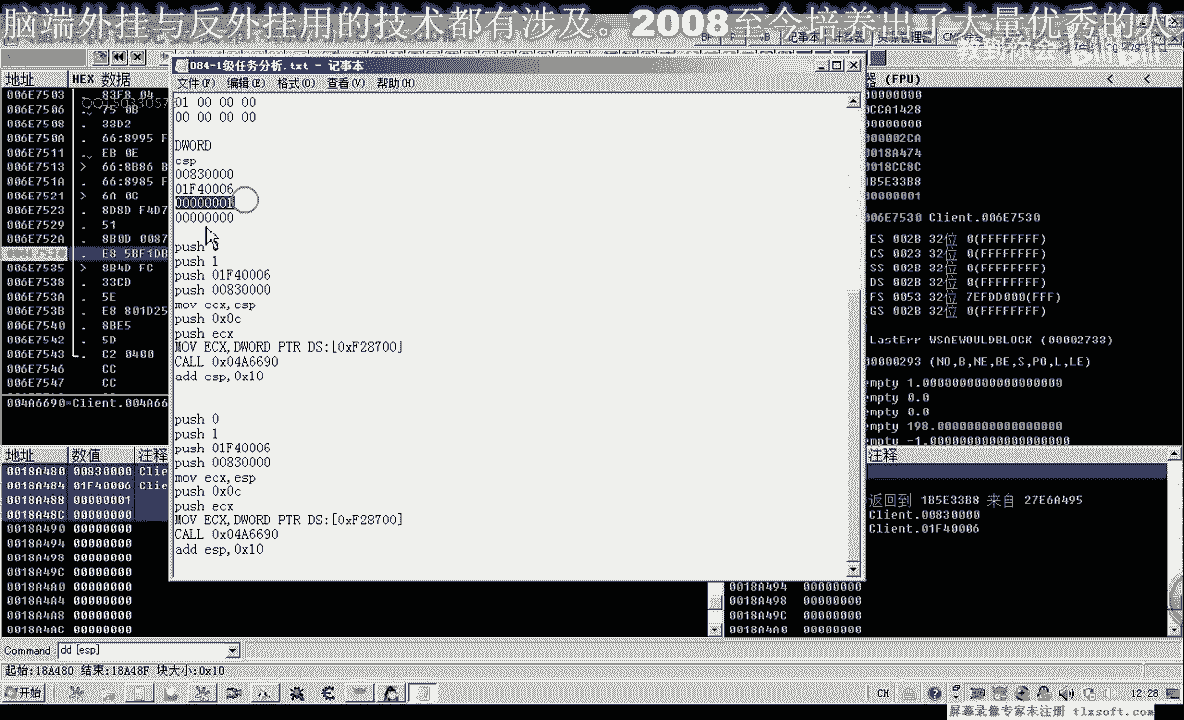 脑端外挂与反外挂用的技术都有涉及。2008至今培养出了大量优秀的人
084-1级任务分析.txt - 记事本
文件(F) 编辑(E) 格式(O) 查看(V) 帮助(H)
01 00 00 00
00 00 00 00
DWORD
esp
00830000
01F40006
00000001
00000000
push 0
push 1
push 01F40006
push 00830000
mov ecx,esp
push 0x0c
push ecx
MOV ECX,DWORD PTR DS:[0xF28700]
CALL 0x04A6690
add esp,0x10
push 0
push 1
push 01F40006
push 00830000
mov ecx,esp
push 0x0c
push ecx
MOV ECX,DWORD PTR DS:[0xF28700]
CALL 0x04A6690
add esp,0x10
地址 HEX 数据
006E7503 . 83F8 04
006E7506 . 75 0B
006E7508 . 33D2
006E750A . 66:8995 F
006E7511 . EB 0E
006E7513 > 66:8B86 B
006E751A . 66:8985 F
006E7521 > 6A 0C
006E7523 . 8D8D F4D7
006E7529 . 51
006E752A . 8B0D 0087
. E8 5BF1DB
006E7535 > 8B4D FC
006E7538 . 33CD
006E753A . 5E
006E753B . E8 801D25
006E7540 . 8BE5
006E7542 . 5D
006E7543 . C2 0400
006E7546 CC
006E7547 CC
004A6690=Client.004A66
器 (FPU)
00000000
0CCA1428
00000000
000002CA
0018A474
0018CC8C
1B5E33B8
00000001
006E7530 Client.006E7530
ES 002B 32位 0(FFFFFFFF)
CS 0023 32位 0(FFFFFFFF)
SS 002B 32位 0(FFFFFFFF)
DS 002B 32位 0(FFFFFFFF)
FS 0053 32位 7EFDD000(FFF)
GS 002B 32位 0(FFFFFFFF)
LastErr WSAEWOULDBLOCK (00002733)
00000293 (NO,B,NE,BE,S,PO,L,LE)
empty 1.0000000000000000000
empty 0.0
empty 0.0
empty 198.00000000000000000
empty -1.0000000000000000000
地址 数值 注释
0018A480 00830000 Clie
0018A484 01F40006 Clie
0018A488 00000001
0018A48C 00000000
0018A490 00000000
0018A494 00000000
0018A498 00000000
0018A49C 00000000
0018A4A0 00000000
0018A4A4 00000000
0018A4A8 00000000
0018A4AC 00000000
注释
返回到 1B5E33B8 来自 27E6A495
Client.00830000
Client.01F40006
0018A494 00000000
0018A498 00000000
0018A49C 00000000
0018A4A0 00000000
Command dd [esp]
起始:18A480 结束:18A48F 块大小:0x10
开始
CH
12:28
屏幕录像专家未注册 tlxsoft.com